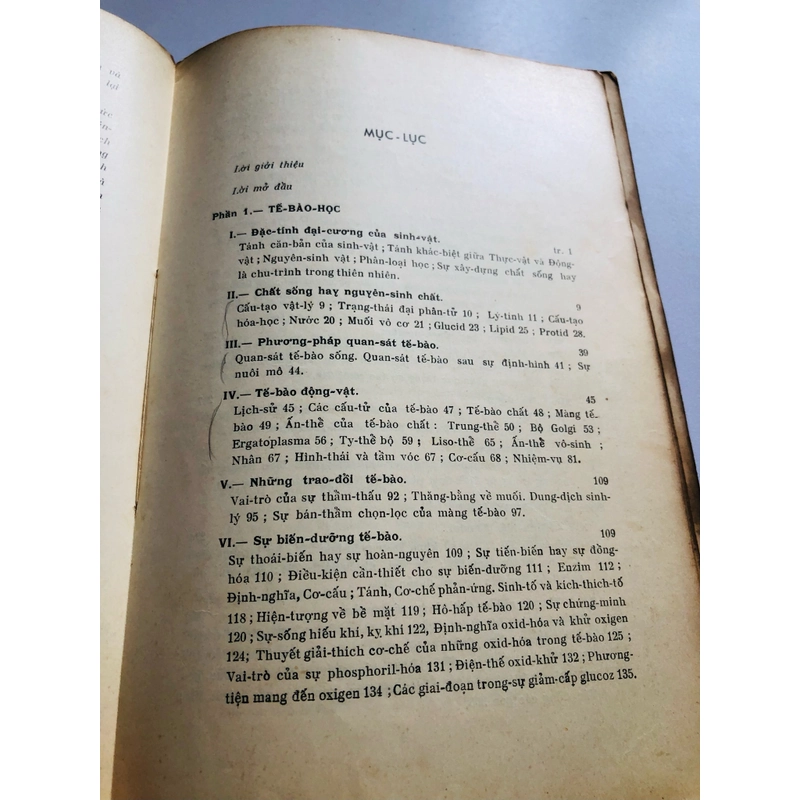 và
lại
ức
ên-
ich
ng
nh
và
MỤC-LỤC
Lời giới thiệu
Lời mở đầu
Phần 1.— TẾ-BÀO-HỌC
I.— Đặc-tính đại-cương của sinh-vật. tr. 1
Tánh căn-bản của sinh-vật ; Tánh khác-biệt giữa Thực-vật và Động-
vật ; Nguyên-sinh vật ; Phân-loại học ; Sự xây-dựng chất sống hay
là chu-trình trong thiên nhiên.
II.— Chất sống hay nguyên-sinh chất. 9
Cấu-tạo vật-lý 9 ; Trạng-thái đại phân-tử 10 ; Lý-tính 11 ; Cấu-tạo
hóa-học ; Nước 20 ; Muối vô cơ 21 ; Glucid 23 ; Lipid 25 ; Protid 28.
III.— Phương-pháp quan-sát tế-bào. 39
Quan-sát tế-bào sống. Quan-sát tế-bào sau sự định-hình 41 ; Sự
nuôi mô 44.
IV.— Tế-bào động-vật. 45
Lịch-sử 45 ; Các cấu-tử của tế-bào 47 ; Tế-bào chất 48 ; Màng tế-
bào 49 ; Ẩn-thể của tế-bào chất : Trung-thể 50 ; Bộ Golgi 53 ;
Ergatoplasma 56 ; Ty-thể bộ 59 ; Liso-thể 65 ; Ẩn-thể vô-sinh ;
Nhân 67 ; Hình-thái và tầm vóc 67 ; Cơ-cấu 68 ; Nhiệm-vụ 81.
V.— Những trao-đổi tế-bào. 109
Vai-trò của sự thẩm-thấu 92 ; Thăng-bằng về muối. Dung-dịch sinh-
lý 95 ; Sự bán-thấm chọn-lọc của màng tế-bào 97.
VI.— Sự biến-dưỡng tế-bào. 109
Sự thoái-biến hay sự hoàn-nguyên 109 ; Sự tiến-biến hay sự đồng-
hóa 110 ; Điều-kiện cần-thiết cho sự biến-dưỡng 111 ; Enzim 112 ;
Định-nghĩa, Cơ-cấu ; Tánh, Cơ-chế phản-ứng. Sinh-tố và kích-thích-tố
118 ; Hiện-tượng về bề mặt 119 ; Hô-hấp tế-bào 120 ; Sự chứng-minh
120 ; Sự-sống hiếu khí, kỵ khí 122, Định-nghĩa oxid-hóa và khử oxigen
124; Thuyết giải-thích cơ-chế của những oxid-hóa trong tế-bào 125 ;
Vai-trò của sự phosphoril-hóa 131 ; Điện-thế oxid-khử 132 ; Phương-
tiện mang đến oxigen 134 ; Các giai-đoạn trong-sự giảm-cấp glucoz 135.